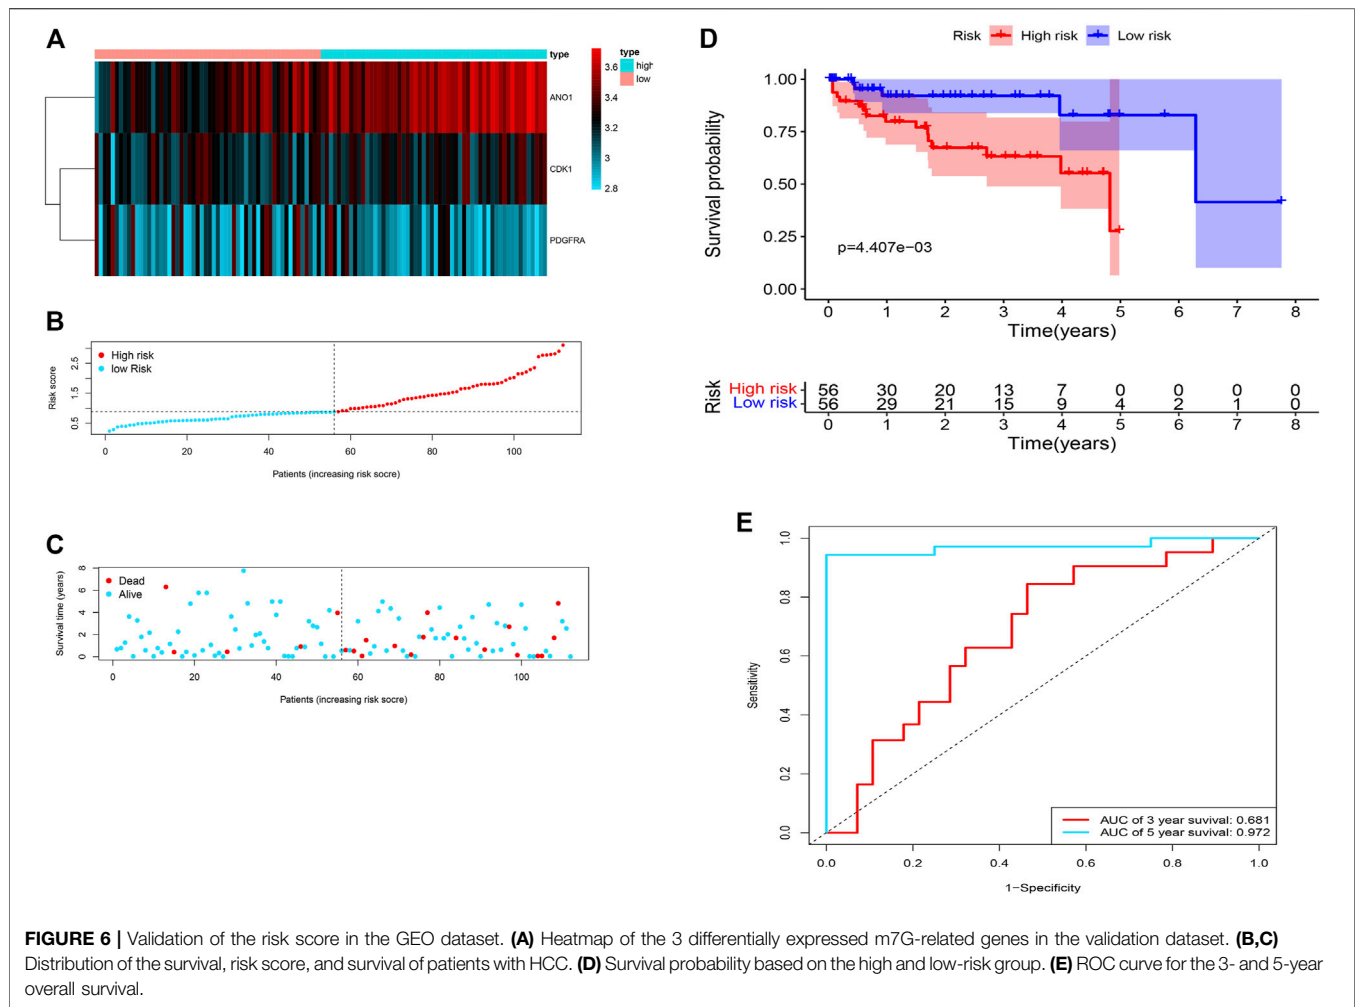 A
type
ANO1
CDK1
PDGFRA
3.6
3.4
3.2
3
2.8
type
high
low
B
Risk score
2.5
1.5
0.5
High risk
low Risk
0 20 40 60 80 100
Patients (increasing risk socre)
C
Survival time (years)
8
6
4
2
0
Dead
Alive
0 20 40 60 80 100
Patients (increasing risk socre)
D
Risk High risk Low risk
Survival probability
1.00
0.75
0.50
0.25
0.00
p=4.407e−03
0 1 2 3 4 5 6 7 8
Time(years)
Risk
High risk 56 30 20 13 7 0 0 0 0
Low risk 56 29 21 15 9 4 2 1 0
0 1 2 3 4 5 6 7 8
Time(years)
E
Sensitivity
1.0
0.8
0.6
0.4
0.2
0.0
AUC of 3 year suvival: 0.681
AUC of 5 year suvival: 0.972
0.0 0.2 0.4 0.6 0.8 1.0
1−Specificity
FIGURE 6 | Validation of the risk score in the GEO dataset. (A) Heatmap of the 3 differentially expressed m7G-related genes in the validation dataset. (B,C)
Distribution of the survival, risk score, and survival of patients with HCC. (D) Survival probability based on the high and low-risk group. (E) ROC curve for the 3- and 5-year
overall survival.